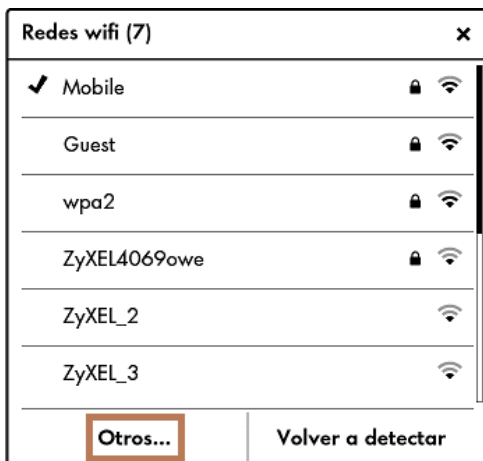 Redes wifi (7)
Mobile
Guest
wpa2
ZyXEL4069owe
ZyXEL_2
ZyXEL_3
Otros... Volver a detectar